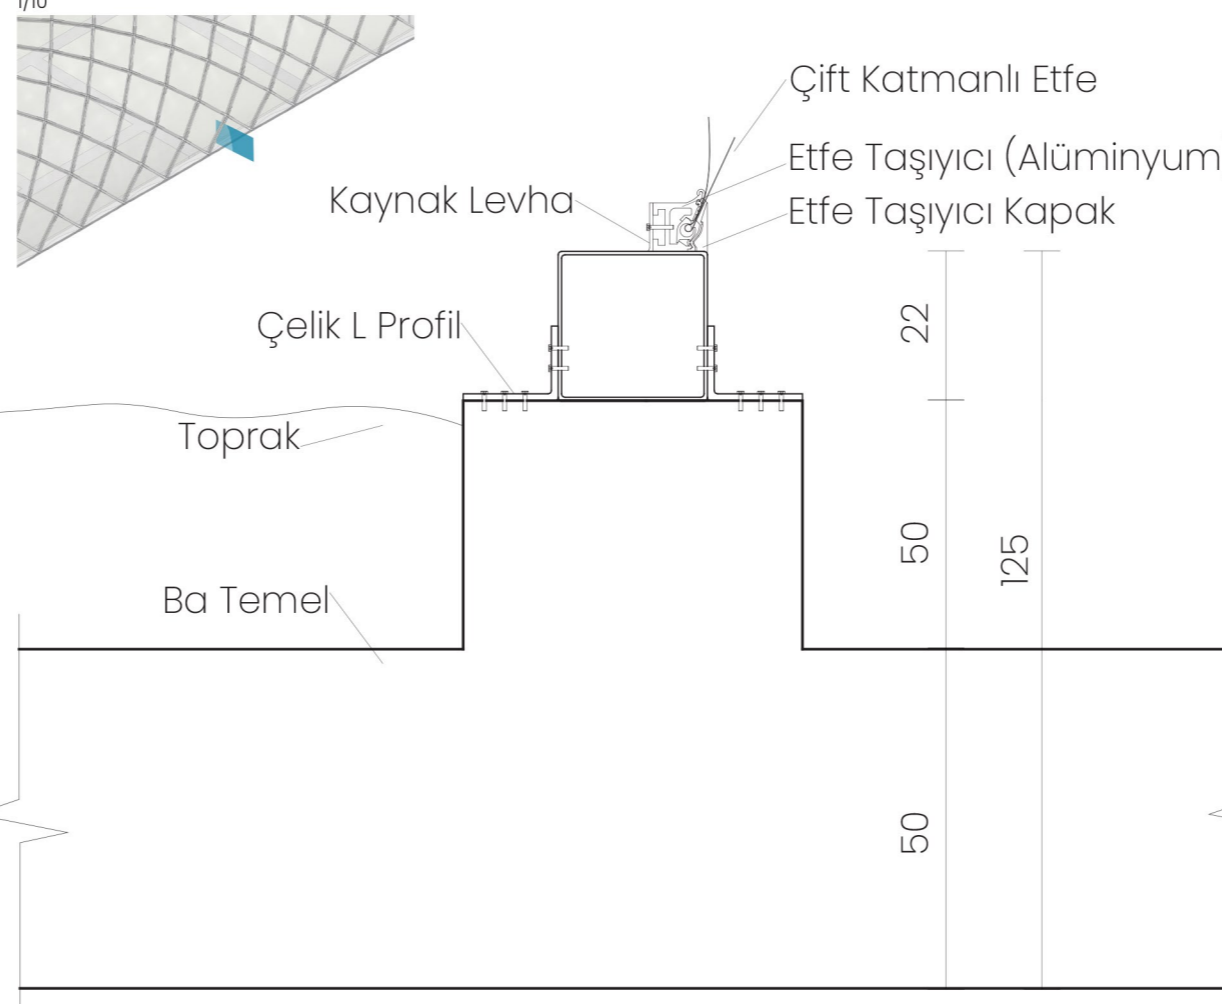 1/10
Çift Katmanlı Etfe
Etfe Taşıyıcı (Alüminyum
Kaynak Levha
Etfe Taşıyıcı Kapak
Çelik L Profil
22
Toprak
50
125
Ba Temel
50